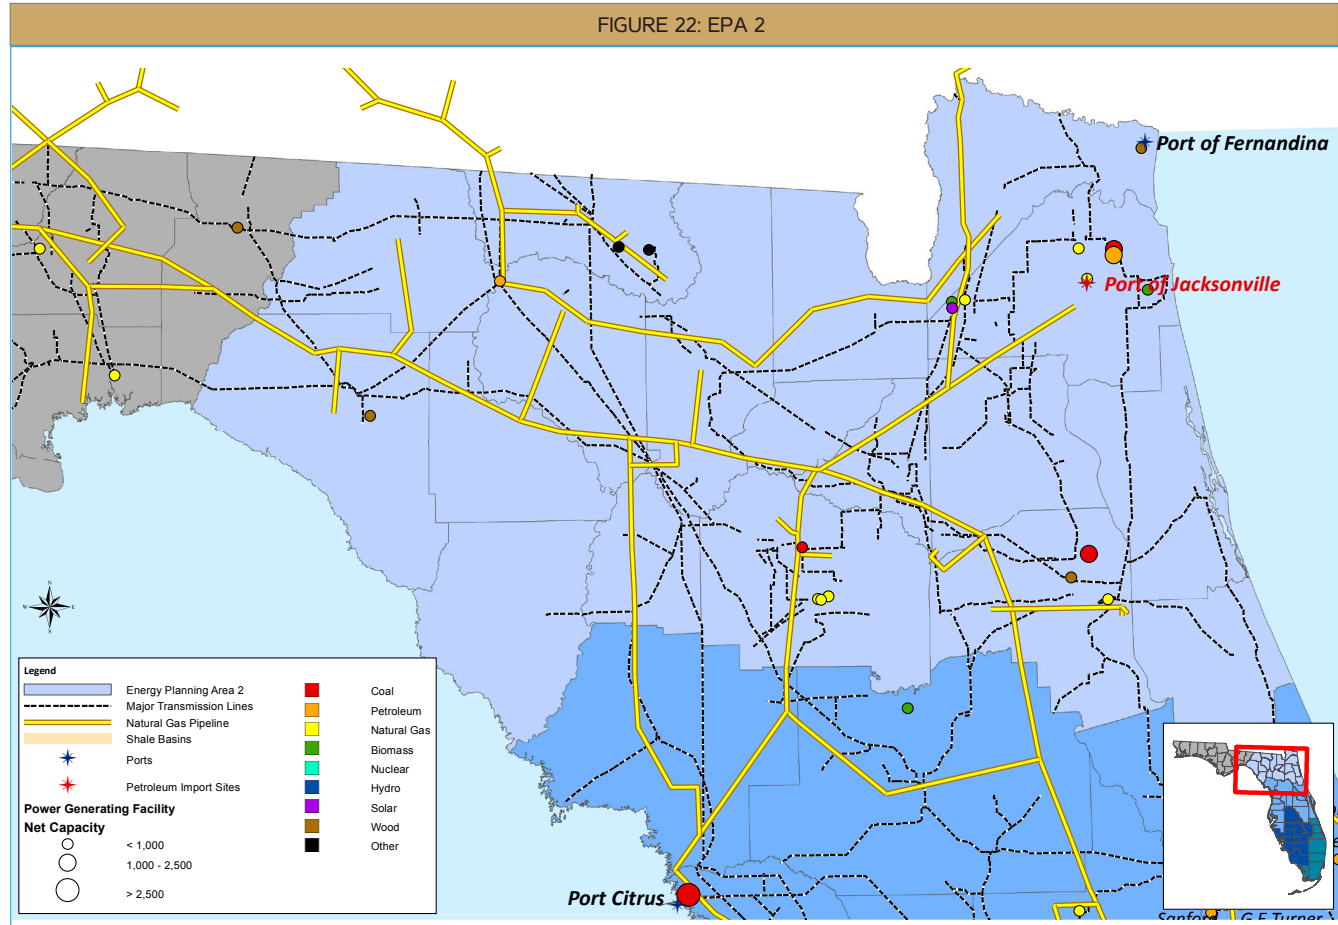 FIGURE 22: EPA 2
Port of Fernandina
Port of Jacksonville
N
W E
S
Legend
Energy Planning Area 2
Major Transmission Lines
Natural Gas Pipeline
Shale Basins
Ports
Petroleum Import Sites
Power Generating Facility
Net Capacity
< 1,000
1,000 - 2,500
> 2,500
Coal
Petroleum
Natural Gas
Biomass
Nuclear
Hydro
Solar
Wood
Other
Port Citrus
Sanford
G E Turner